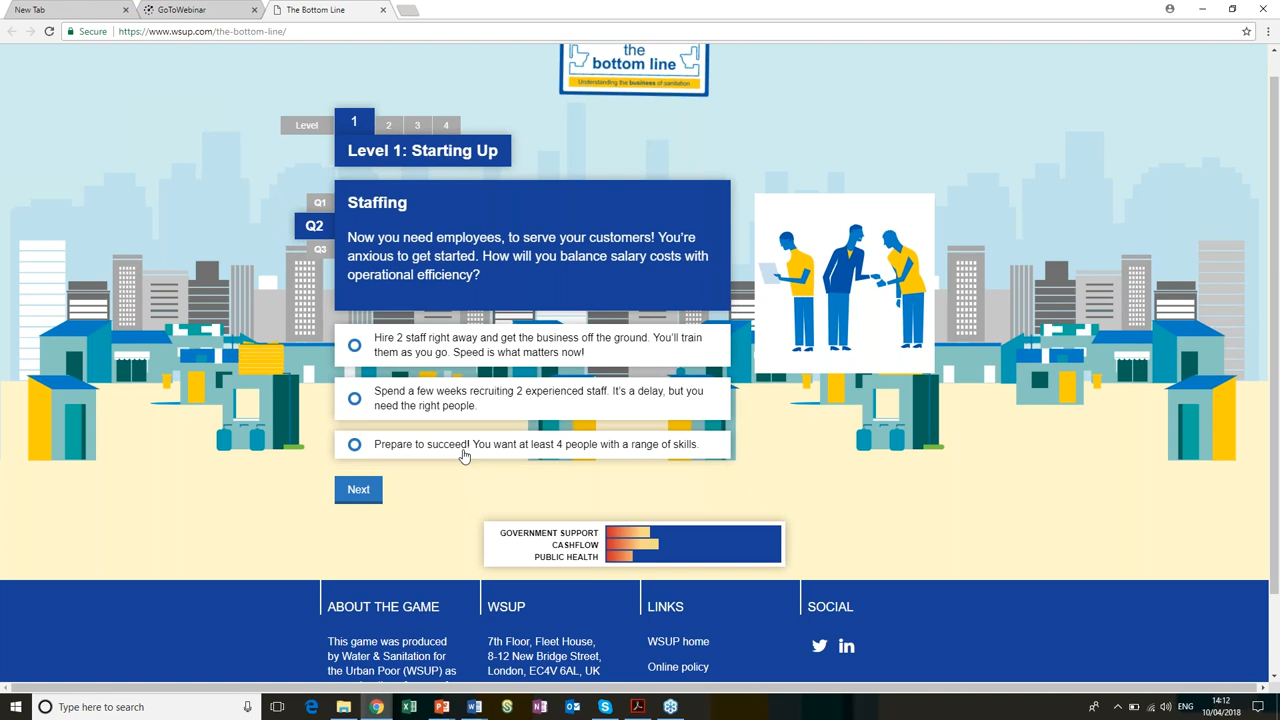 New Tab
GoToWebinar
The Bottom Line
Secure
https://www.wsup.com/the-bottom-line/
the
bottom line
Understanding the business of sanitation
Level
1
2
3
4
Level 1: Starting Up
Q1
Q2
Q3
Staffing
Now you need employees, to serve your customers! You're
anxious to get started. How will you balance salary costs with
operational efficiency?
Hire 2 staff right away and get the business off the ground. You'll train
them as you go. Speed is what matters now!
Spend a few weeks recruiting 2 experienced staff. It's a delay, but you
need the right people.
Prepare to succeed! You want at least 4 people with a range of skills.
Next
GOVERNMENT SUPPORT
CASHFLOW
PUBLIC HEALTH
ABOUT THE GAME
This game was produced
by Water & Sanitation for
the Urban Poor (WSUP) as
WSUP
7th Floor, Fleet House,
8-12 New Bridge Street,
London, EC4V 6AL, UK
LINKS
WSUP home
Online policy
SOCIAL
Type here to search
14:12
10/04/2018